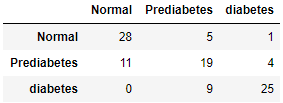 Normal Prediabetes diabetes
Normal 28 5 1
Prediabetes 11 19 4
diabetes 0 9 25